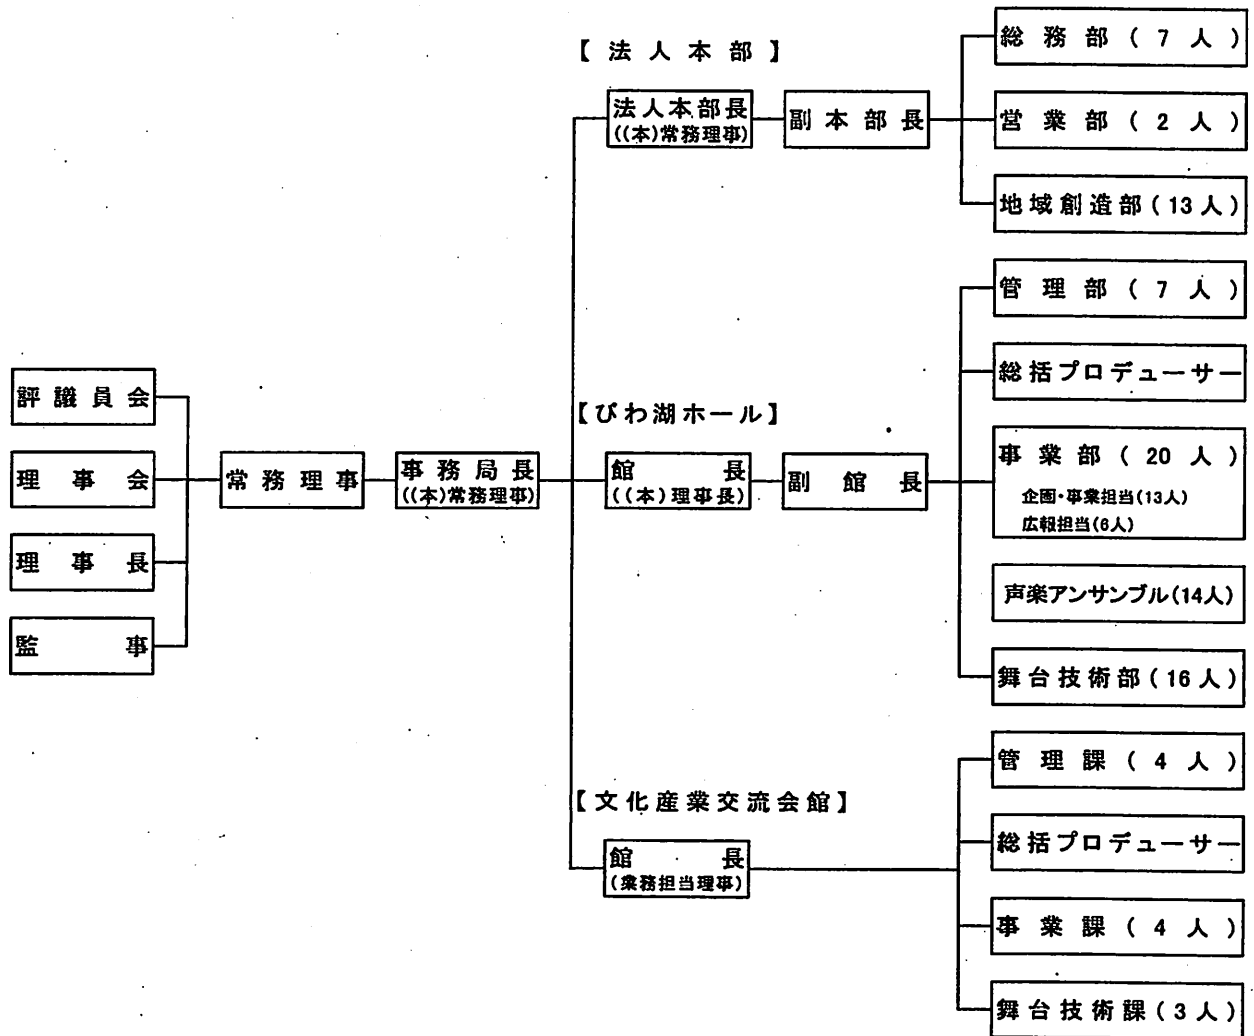 評議員会
理事会
理事長
監事
常務理事
事務局長
((本)常務理事)
【法人本部】
法人本部長
((本)常務理事)
副本部長
総務部(7人)
営業部(2人)
地域創造部(13人)
【びわ湖ホール】
館長
((本)理事長)
副館長
管理部(7人)
総括プロデューサー
事業部(20人)
企画・事業担当(13人)
広報担当(6人)
声楽アンサンブル(14人)
舞台技術部(16人)
【文化産業交流会館】
館長
(業務担当理事)
管理課(4人)
総括プロデューサー
事業課(4人)
舞台技術課(3人)